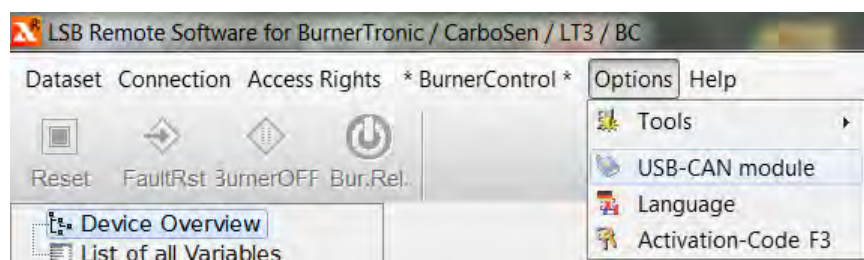 LSB Remote Software for BurnerTronic / CarboSen / LT3 / BC
Dataset Connection Access Rights * BurnerControl * Options Help
Tools
Reset FaultRst BurnerOFF Bur.Rel.
USB-CAN module
Language
Activation-Code F3
Device Overview
List of all Variables